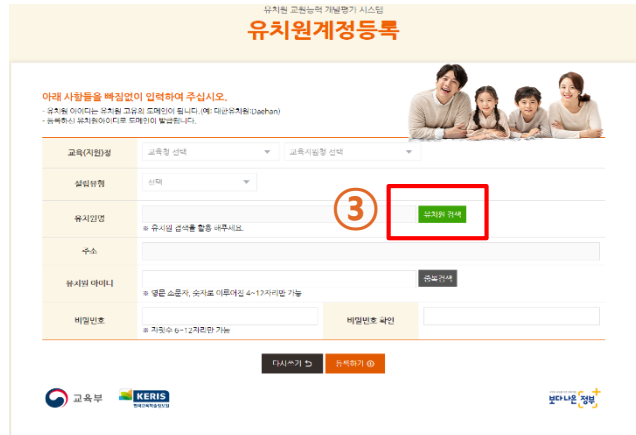 유치원 교원능력 개발평가 시스템
유치원계정등록
아래 사항들을 빠짐없이 입력하여 주십시오.
- 유치원 아이디는 유치원 고유의 도메인이 됩니다.(예: 대한유치원:Daehan)
- 등록하신 유치원아이디로 도메인이 발급됩니다.
교육(지원)청
교육청 선택
교육지원청 선택
설립유형
선택
유치원명
③
유치원 검색
※ 유치원 검색를 활용 해주세요.
주소
유치원 아이디
중복검색
※ 영문 소문자, 숫자로 이루어진 4~12자리만 가능
비밀번호
비밀번호 확인
※ 자릿수 6~12자리만 가능
다시쓰기
등록하기
교육부
KERIS
한국교육학술정보원
보다나은 정부